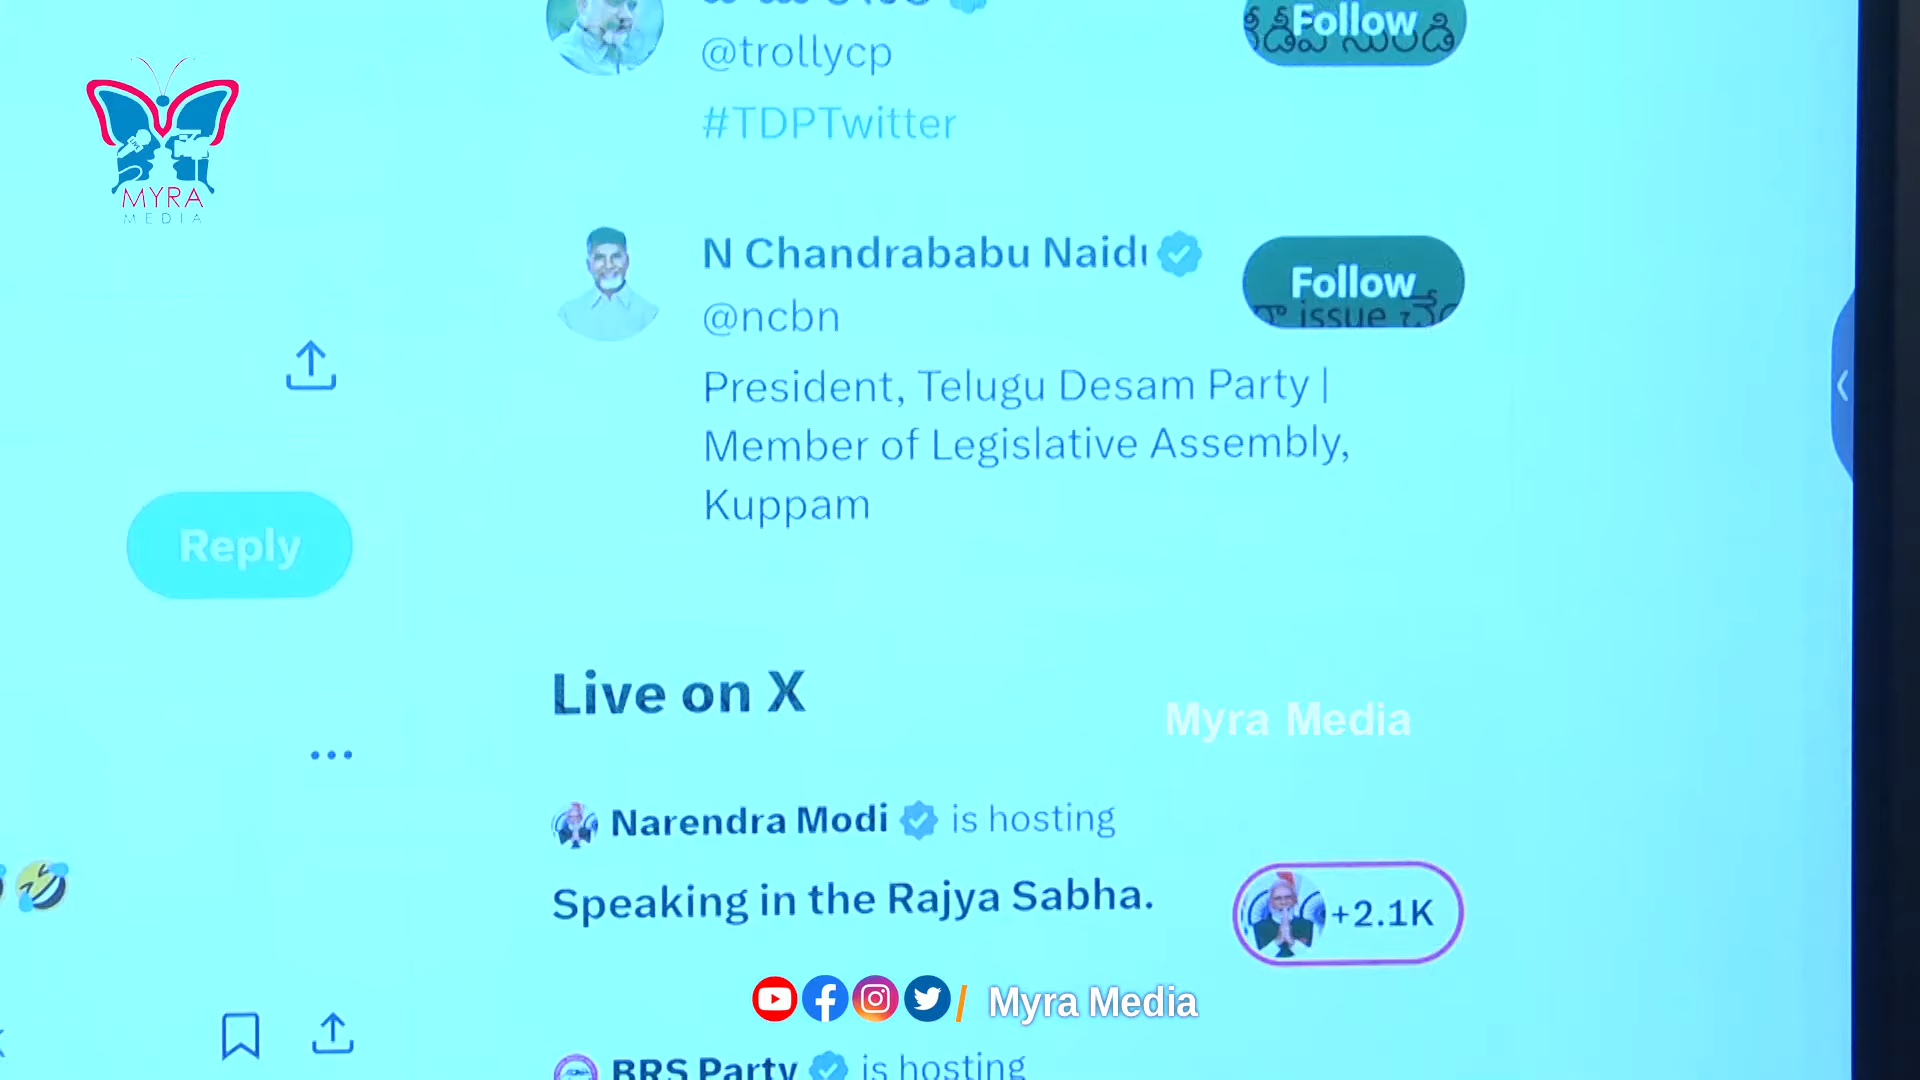 @trollycp
Follow
#TDPTwitter
MYRA
MEDIA
N Chandrababu Naid
@ncbn
Follow
issue
President, Telugu Desam Party |
Member of Legislative Assembly,
Kuppam
Reply
Live on X
Myra Media
Narendra Modi is hosting
Speaking in the Rajya Sabha.
+2.1K
/ Myra Media
BRS Party is hosting